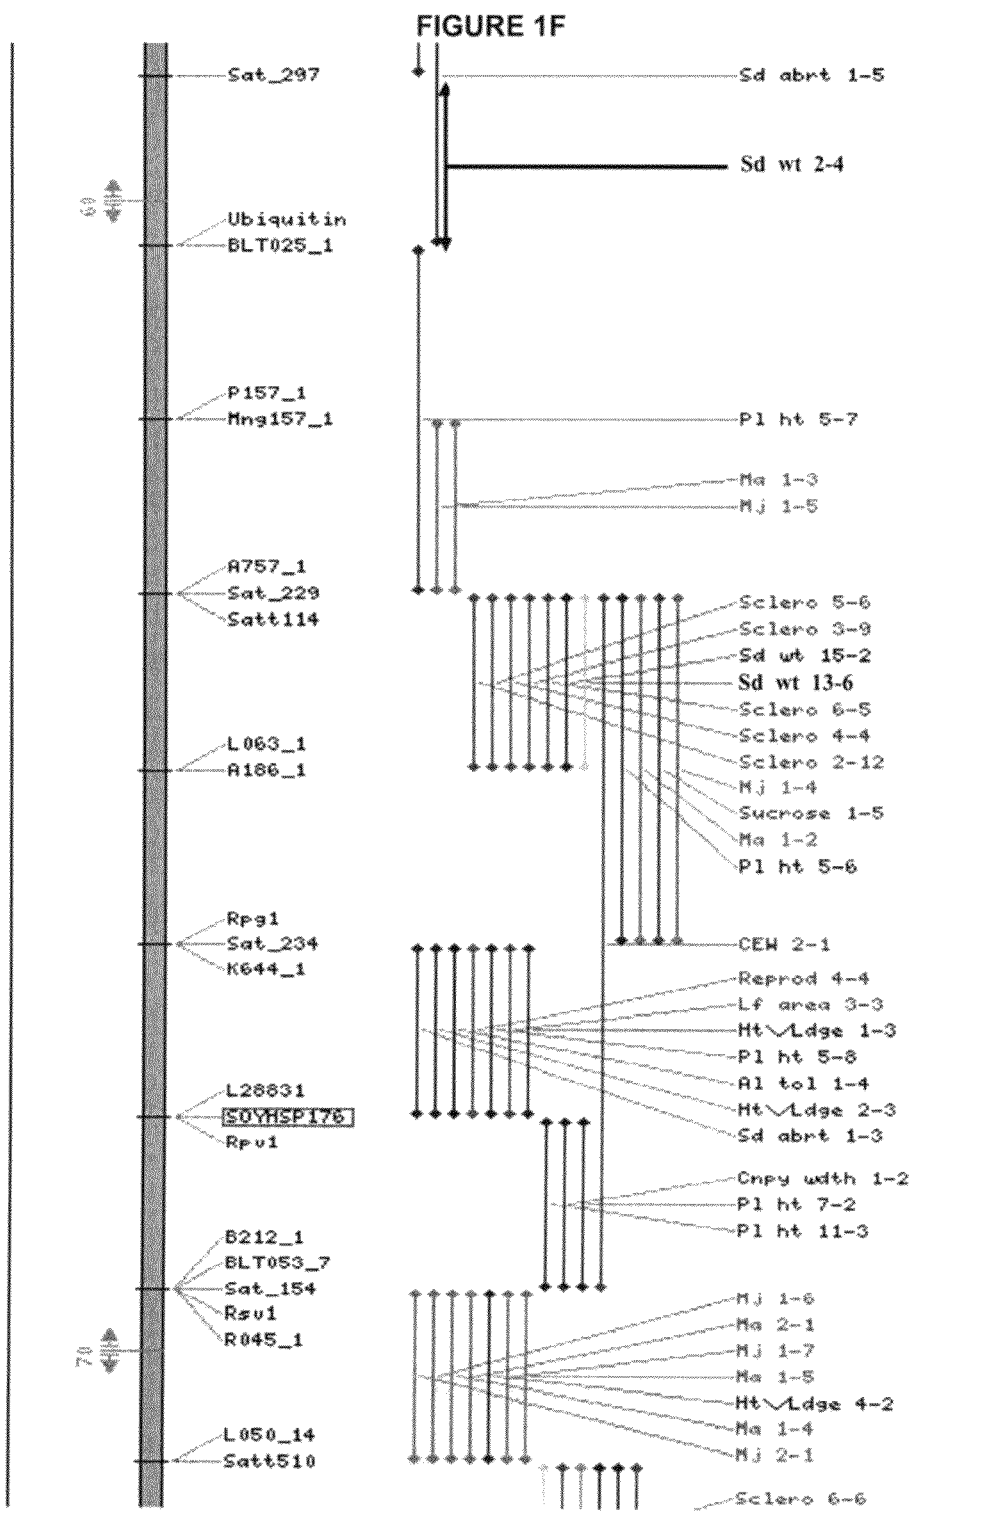 FIGURE 1F
Sat_297
Sd abrt 1-5
Sd wt 2-4
60
Ubiquitin
BLT025_1
P157_1
Mng157_1
Pl ht 5-7
Ma 1-3
Mj 1-5
A757_1
Sat_229
Satt114
Sclero 5-6
Sclero 3-9
Sd wt 15-2
Sd wt 13-6
Sclero 6-5
Sclero 4-4
Sclero 2-12
L063_1
A186_1
Mj 1-4
Sucrose 1-5
Ma 1-2
Pl ht 5-6
Rpg1
Sat_234
K644_1
CEW 2-1
Reprod 4-4
Lf area 3-3
Ht\/Ldge 1-3
Pl ht 5-8
Al tol 1-4
Ht\/Ldge 2-3
Sd abrt 1-3
L28831
SOYHSP176
Rpv1
Cnpy wdth 1-2
Pl ht 7-2
Pl ht 11-3
B212_1
BLT053_7
Sat_154
Rsv1
R045_1
70
Mj 1-6
Ma 2-1
Mj 1-7
Ma 1-5
Ht\/Ldge 4-2
Ma 1-4
Mj 2-1
L050_14
Satt510
Sclero 6-6